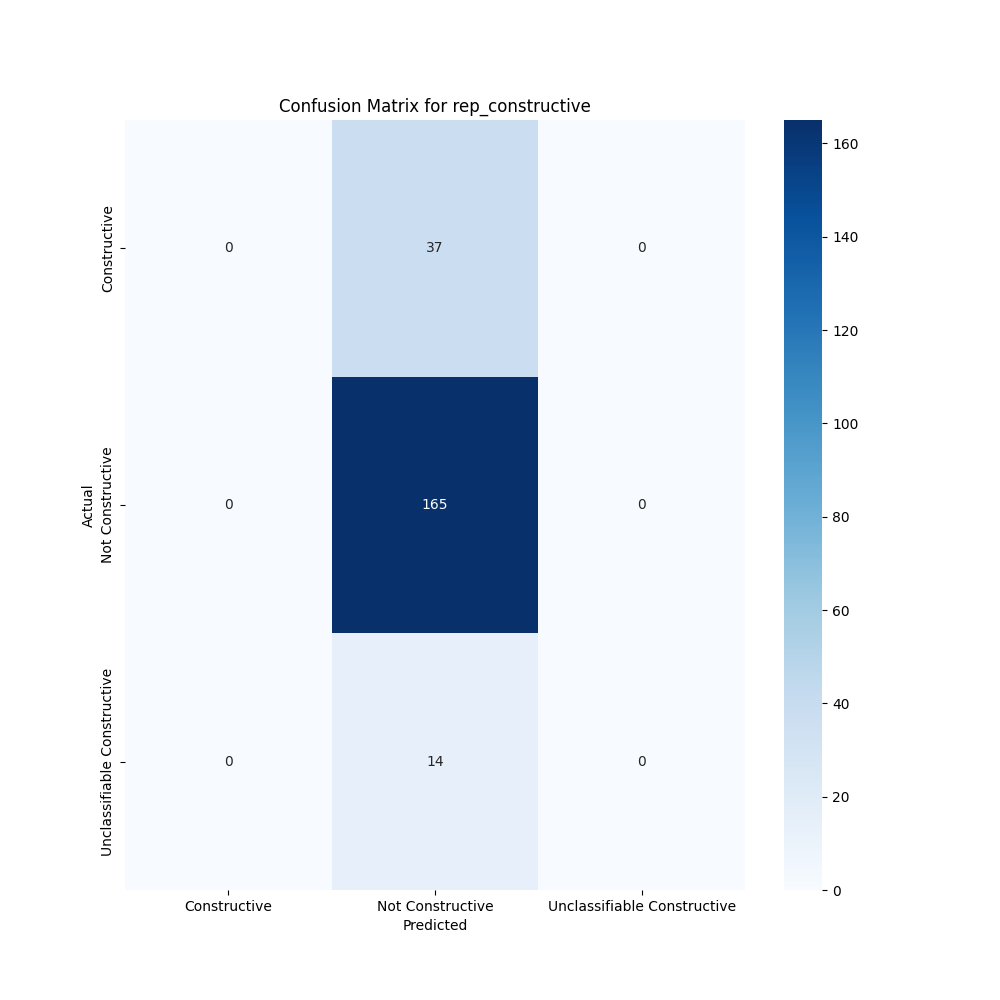 Confusion Matrix for rep_constructive
Constructive
Not Constructive
Unclassifiable Constructive
Actual
0 37 0
0 165 0
0 14 0
Constructive Not Constructive Unclassifiable Constructive
Predicted
160
140
120
100
80
60
40
20
0